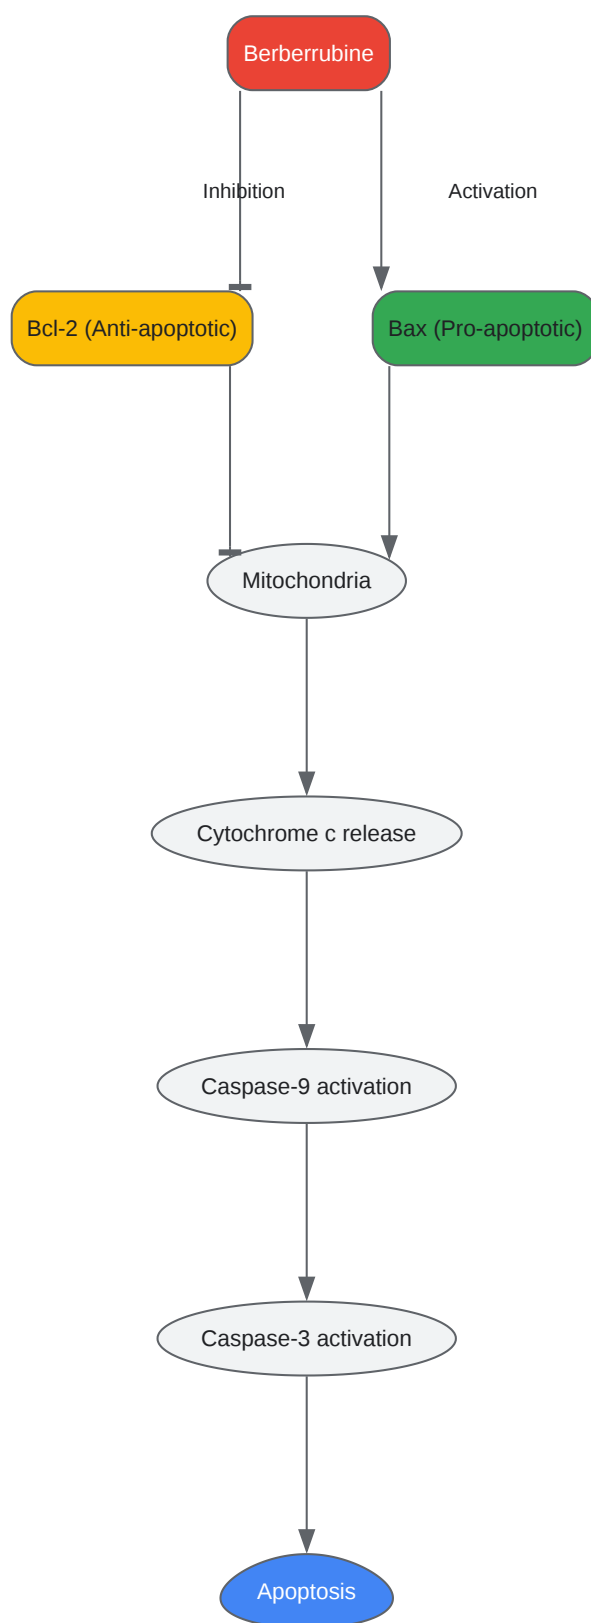 Berberrubine
Inhibition
Activation
Bcl-2 (Anti-apoptotic)
Bax (Pro-apoptotic)
Mitochondria
Cytochrome c release
Caspase-9 activation
Caspase-3 activation
Apoptosis